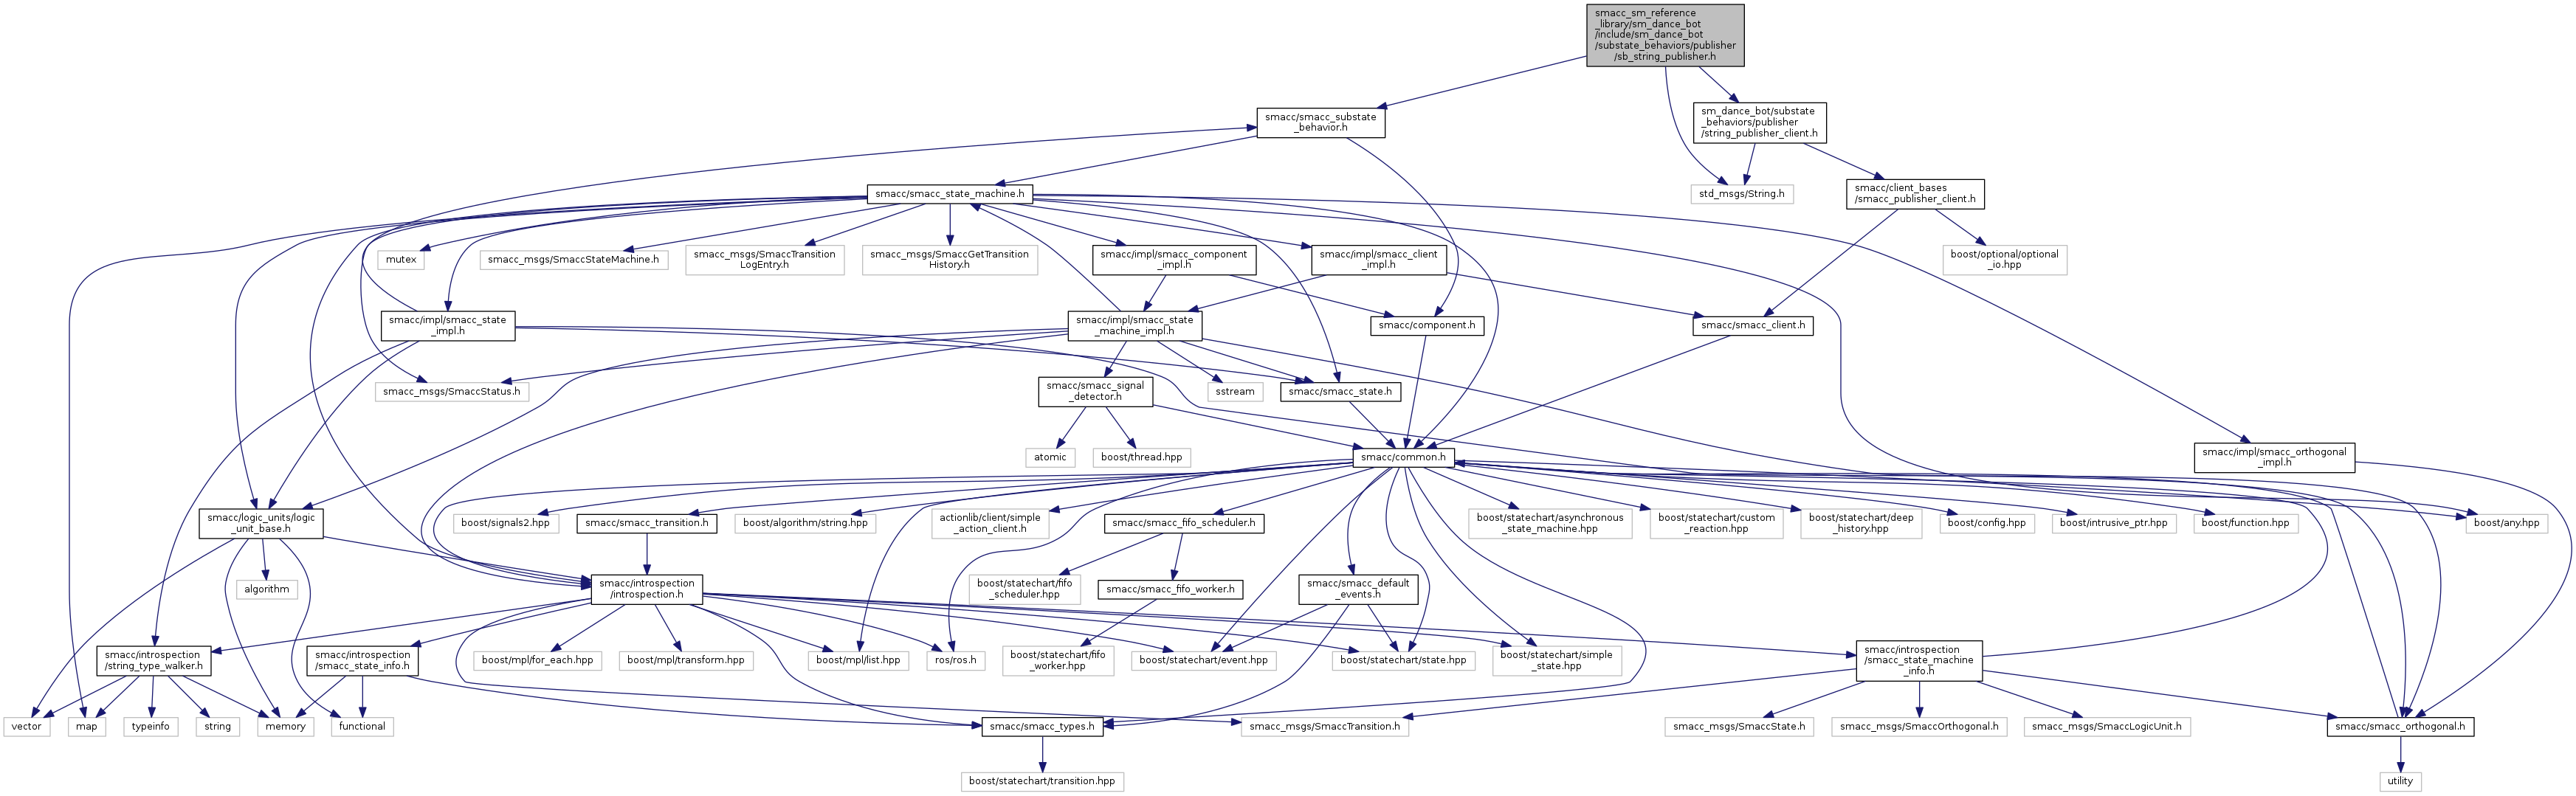 smacc_sm_reference
_library/sm_dance_bot
/include/sm_dance_bot
/substate_behaviors/publisher
/sb_string_publisher.h
smacc/smacc_substate
_behavior.h
sm_dance_bot/substate
_behaviors/publisher
/string_publisher_client.h
smacc/smacc_state_machine.h
std_msgs/String.h
smacc/client_bases
/smacc_publisher_client.h
mutex
smacc_msgs/SmaccStateMachine.h
smacc_msgs/SmaccTransition
LogEntry.h
smacc_msgs/SmaccGetTransition
History.h
smacc/impl/smacc_component
_impl.h
smacc/impl/smacc_client
_impl.h
boost/optional/optional
_io.hpp
smacc/impl/smacc_state
_impl.h
smacc/impl/smacc_state
_machine_impl.h
smacc/component.h
smacc/smacc_client.h
smacc_msgs/SmaccStatus.h
smacc/smacc_signal
_detector.h
sstream
smacc/smacc_state.h
atomic
boost/thread.hpp
smacc/common.h
smacc/impl/smacc_orthogonal
_impl.h
smacc/logic_units/logic
_unit_base.h
boost/signals2.hpp
smacc/smacc_transition.h
boost/algorithm/string.hpp
actionlib/client/simple
_action_client.h
smacc/smacc_fifo_scheduler.h
boost/statechart/asynchronous
_state_machine.hpp
boost/statechart/custom
_reaction.hpp
boost/statechart/deep
_history.hpp
boost/config.hpp
boost/intrusive_ptr.hpp
boost/function.hpp
boost/any.hpp
algorithm
smacc/introspection
/introspection.h
boost/statechart/fifo
_scheduler.hpp
smacc/smacc_fifo_worker.h
smacc/smacc_default
_events.h
smacc/introspection
/string_type_walker.h
smacc/introspection
/smacc_state_info.h
boost/mpl/for_each.hpp
boost/mpl/transform.hpp
boost/mpl/list.hpp
ros/ros.h
boost/statechart/fifo
_worker.hpp
boost/statechart/event.hpp
boost/statechart/state.hpp
boost/statechart/simple
_state.hpp
smacc/introspection
/smacc_state_machine
_info.h
vector
map
typeinfo
string
memory
functional
smacc/smacc_types.h
smacc_msgs/SmaccTransition.h
smacc_msgs/SmaccState.h
smacc_msgs/SmaccOrthogonal.h
smacc_msgs/SmaccLogicUnit.h
smacc/smacc_orthogonal.h
boost/statechart/transition.hpp
utility